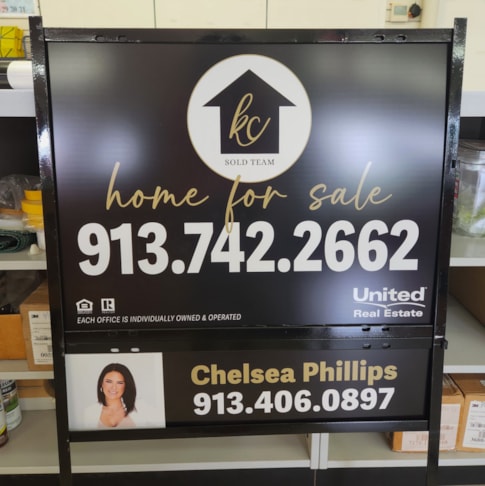 kc
SOLD TEAM
home for sale
913.742.2662
EACH OFFICE IS INDIVIDUALLY OWNED & OPERATED
United
Real Estate
Chelsea Phillips
913.406.0897
3M